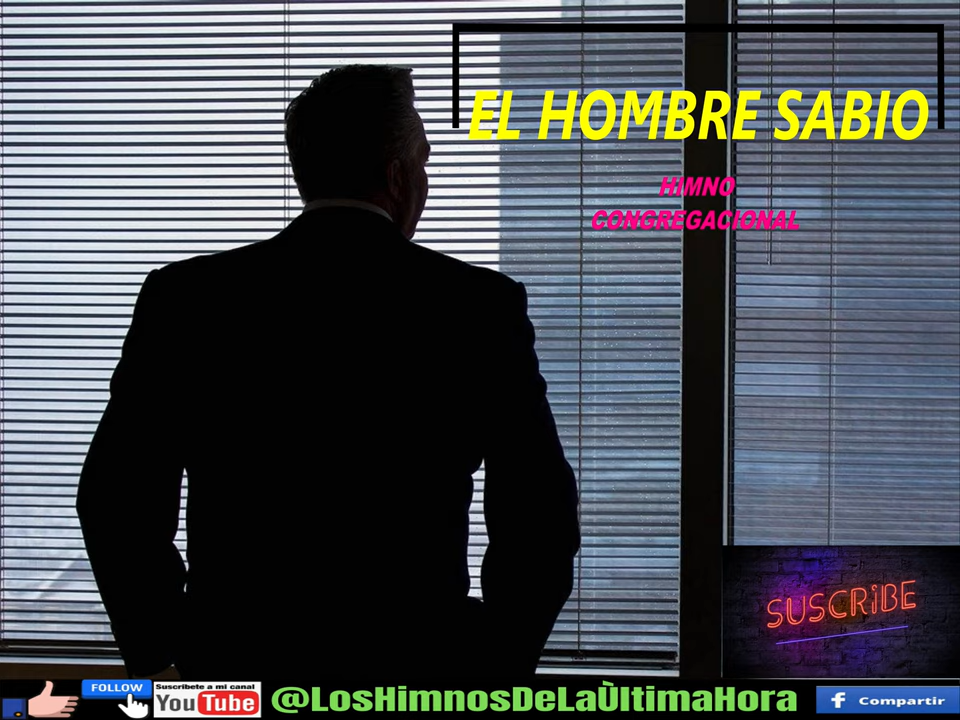 EL HOMBRE SABIO
HIMNO
CONGREGACIONAL
SUSCRiBE
FOLLOW
Suscribete a mi canal
YouTube
@LosHimnosDeLaÙltimaHora
f Compartir